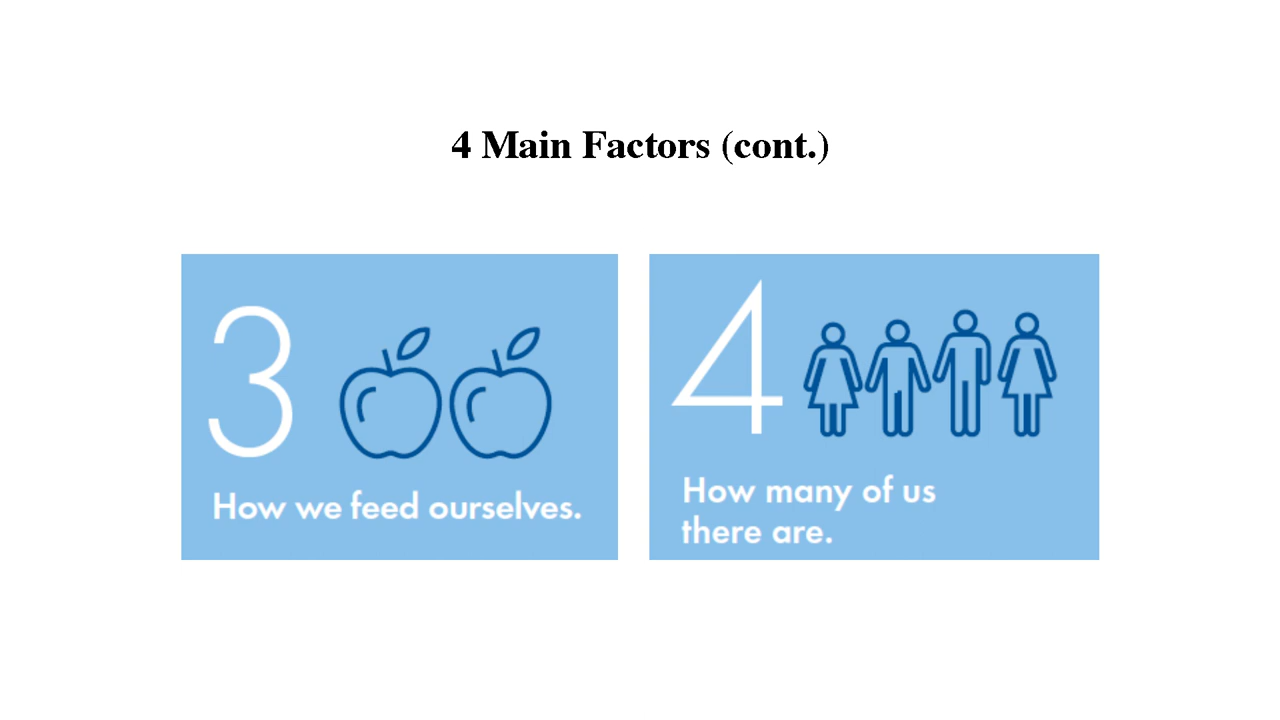 4 Main Factors (cont.)
3
How we feed ourselves.
4
How many of us
there are.